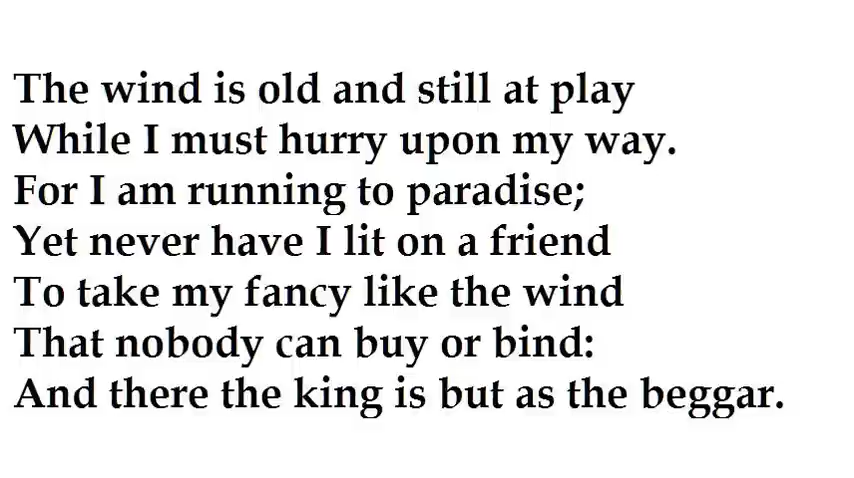 The wind is old and still at play
While I must hurry upon my way.
For I am running to paradise;
Yet never have I lit on a friend
To take my fancy like the wind
That nobody can buy or bind:
And there the king is but as the beggar.